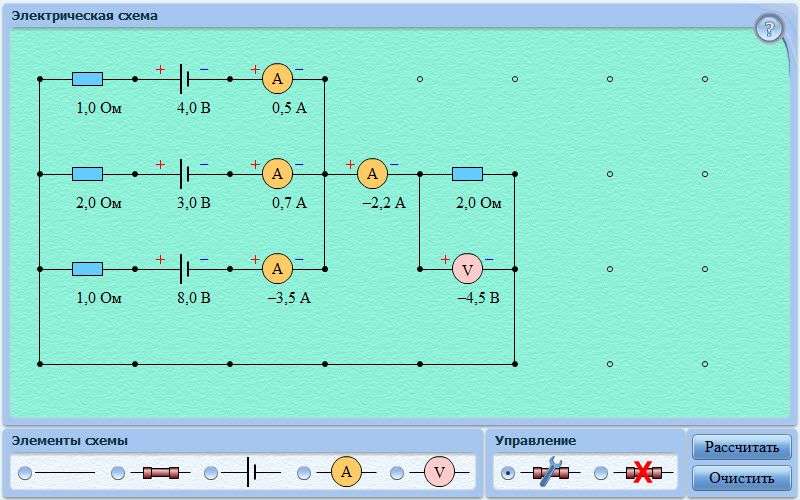 Электрическая схема
?
+ − + −
A
1,0 Ом 4,0 В 0,5 А
+ − + − + −
A A
2,0 Ом 3,0 В 0,7 А −2,2 А 2,0 Ом
+ − + − + −
A V
1,0 Ом 8,0 В −3,5 А −4,5 В
Элементы схемы
A V
Управление
X
Рассчитать
Очистить